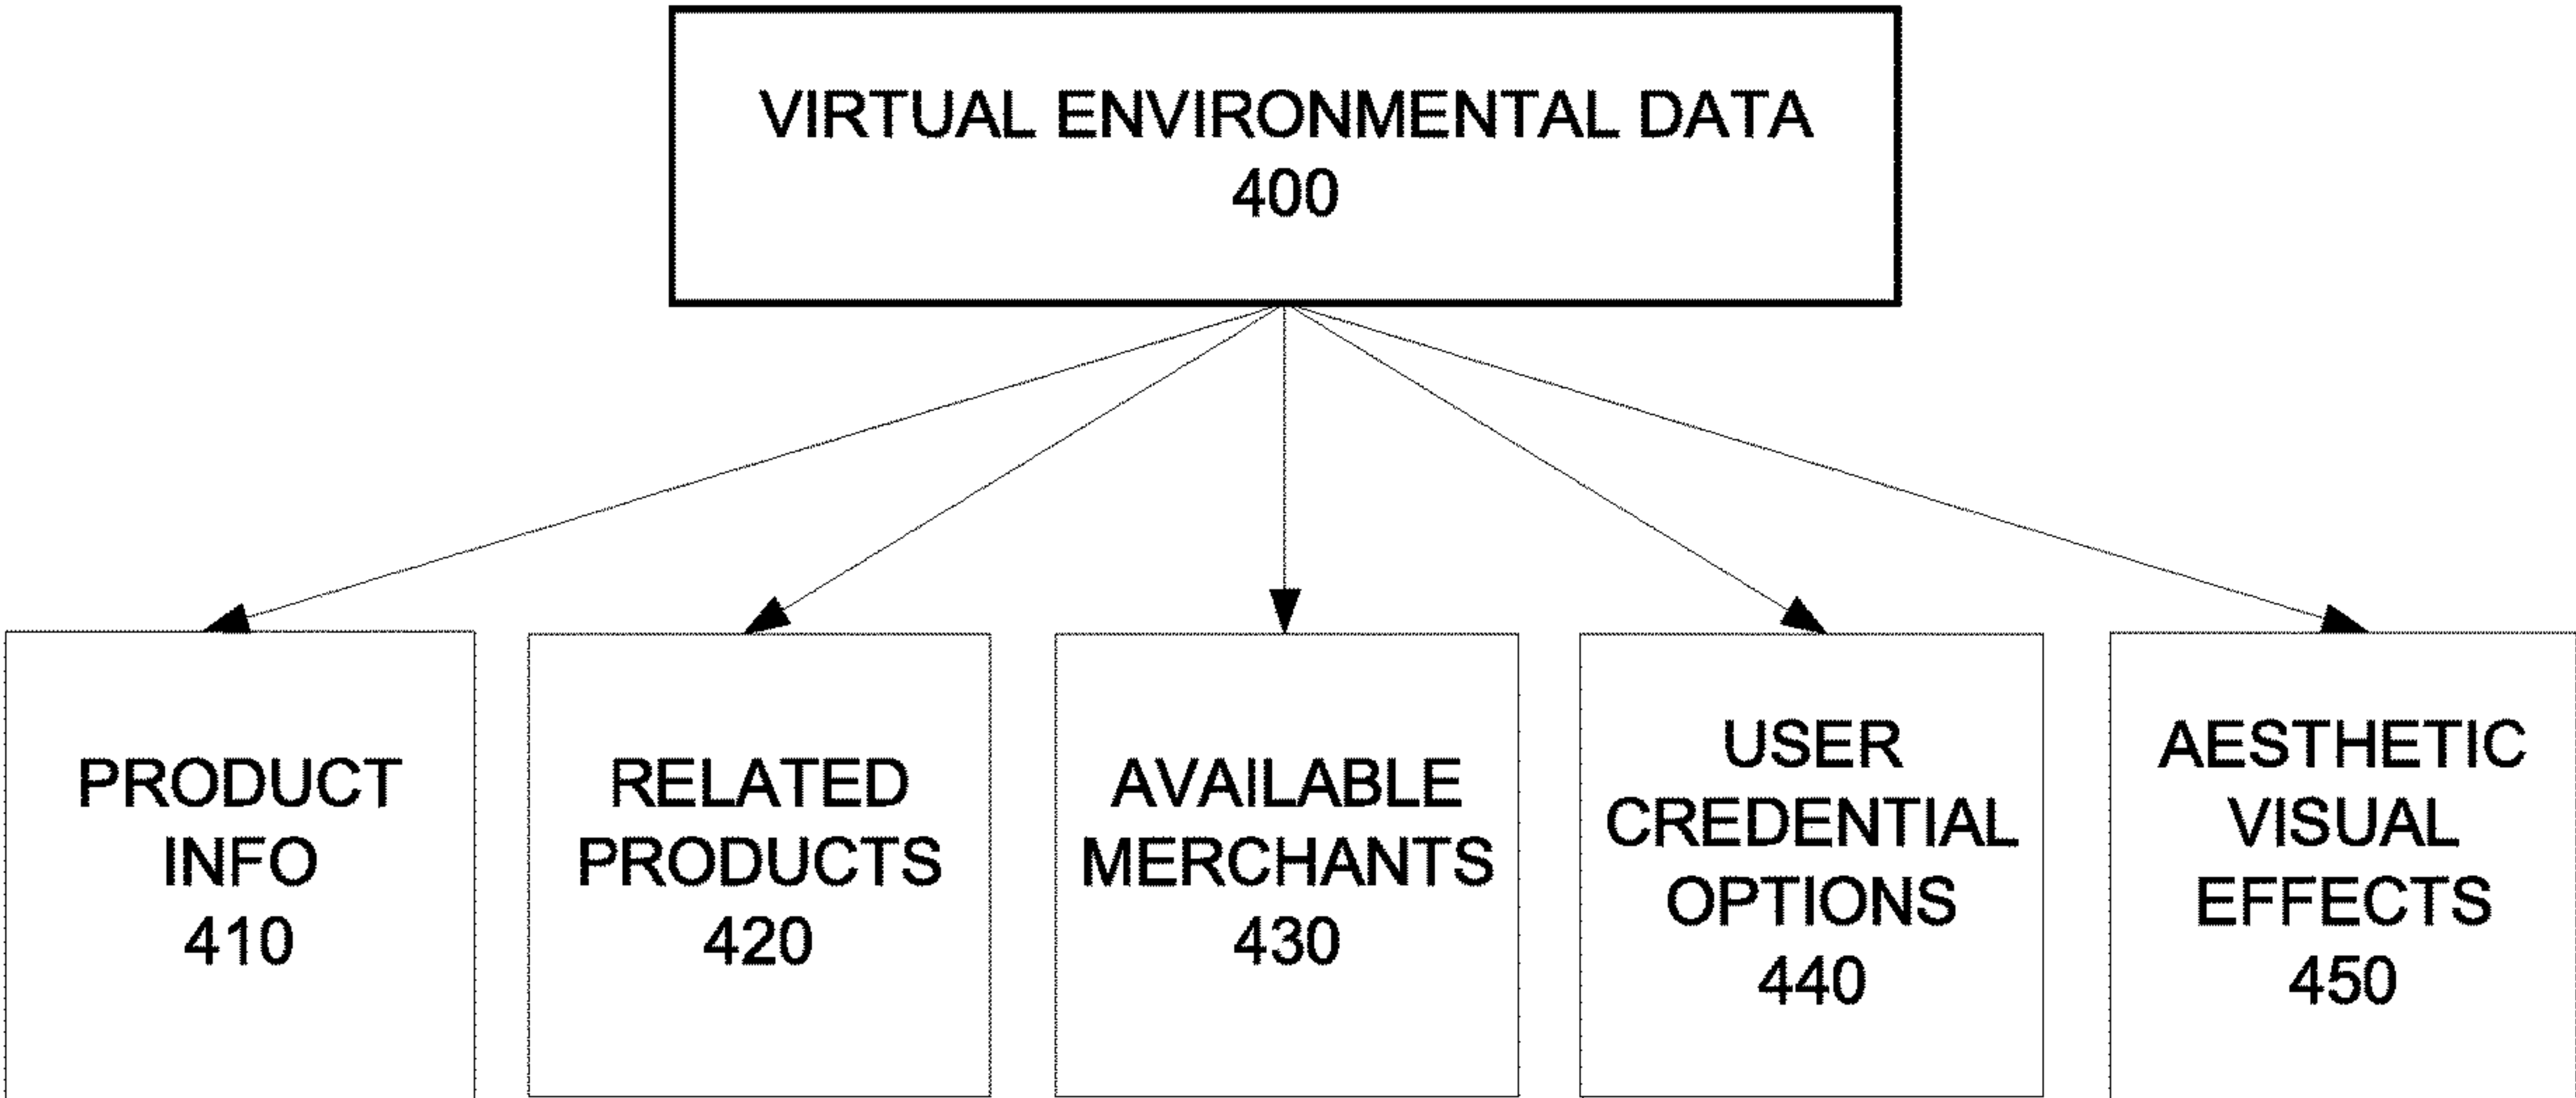 VIRTUAL ENVIRONMENTAL DATA
400
PRODUCT
INFO
410
RELATED
PRODUCTS
420
AVAILABLE
MERCHANTS
430
USER
CREDENTIAL
OPTIONS
440
AESTHETIC
VISUAL
EFFECTS
450